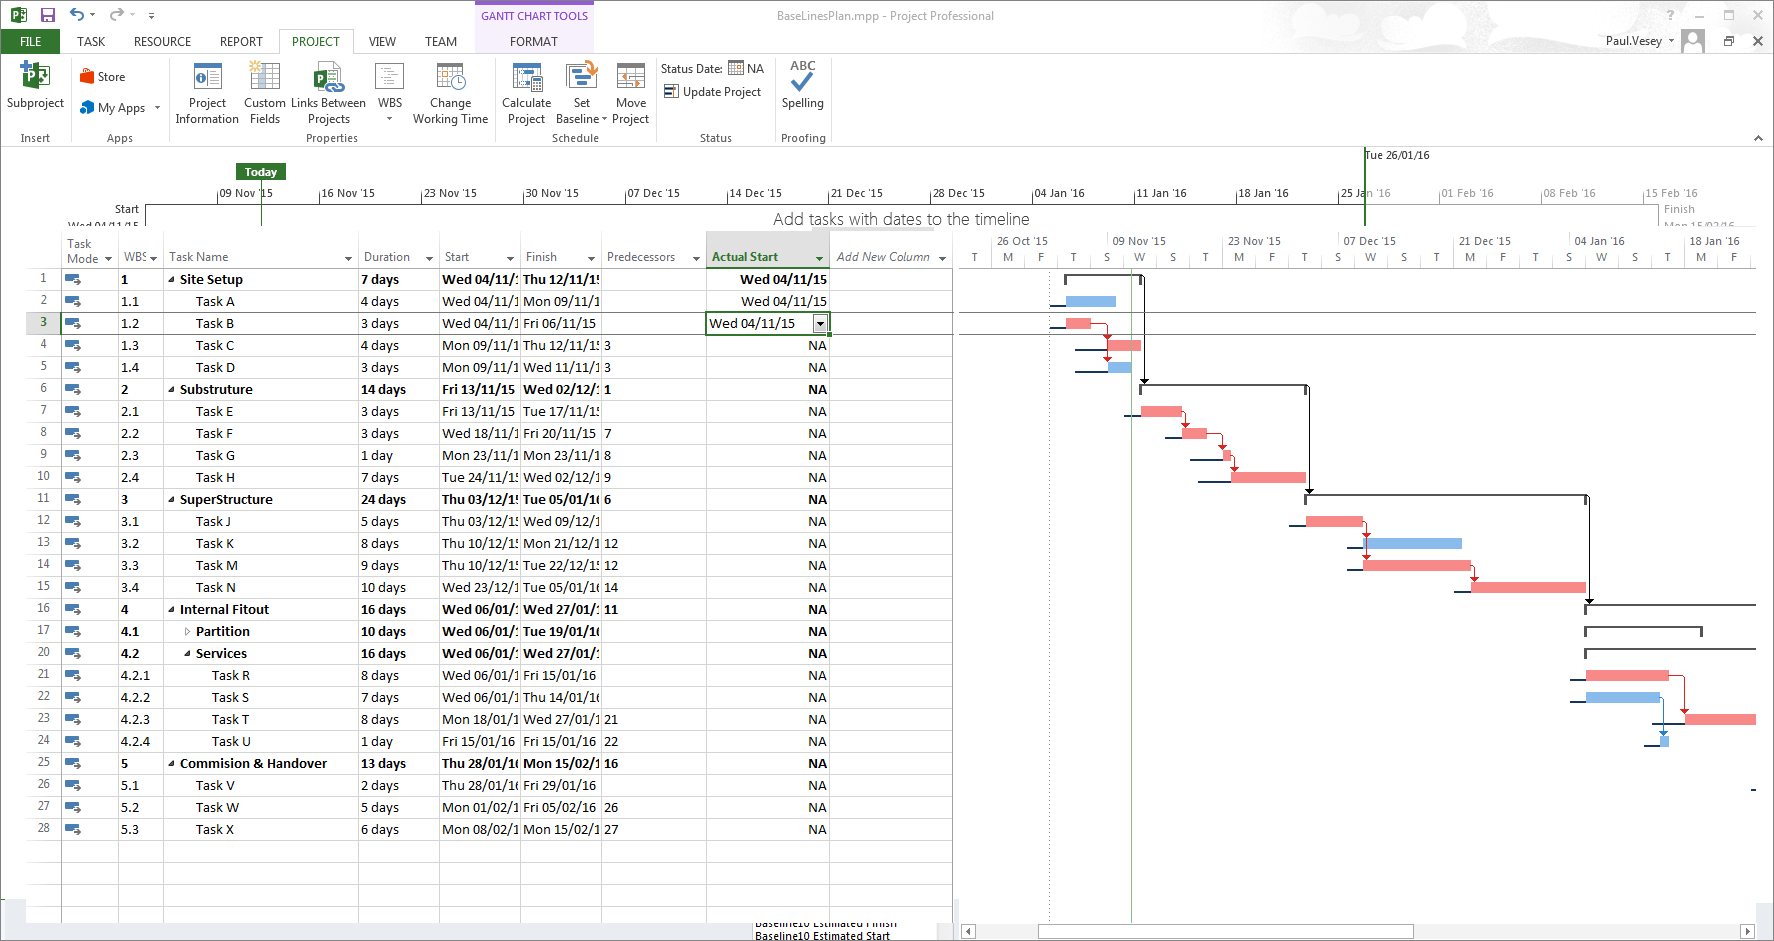 GANTT CHART TOOLS
BaseLinesPlan.mpp - Project Professional
FILE TASK RESOURCE REPORT PROJECT VIEW TEAM FORMAT Paul.Vesey
Subproject
Store
My Apps
Project Information
Custom Fields
Links Between Projects
WBS
Change Working Time
Calculate Project
Set Baseline
Move Project
Status Date: NA
Update Project
ABC
Spelling
Insert Apps Properties Schedule Status Proofing
Tue 26/01/16
Today
09 Nov '15 16 Nov '15 23 Nov '15 30 Nov '15 07 Dec '15 14 Dec '15 21 Dec '15 28 Dec '15 04 Jan '16 11 Jan '16 18 Jan '16 25 Jan '16 01 Feb '16 08 Feb '16 15 Feb '16
Start
Wed 04/11/15
Add tasks with dates to the timeline
Finish
Mon 15/02/16
Task Mode WBS Task Name Duration Start Finish Predecessors Actual Start Add New Column
26 Oct '15 09 Nov '15 23 Nov '15 07 Dec '15 21 Dec '15 04 Jan '16 18 Jan '16
T M F T S W S T M F T S W S T M F T S W S T M F
1 1 Site Setup 7 days Wed 04/11/1 Thu 12/11/15 Wed 04/11/15
2 1.1 Task A 4 days Wed 04/11/1 Mon 09/11/1 Wed 04/11/15
3 1.2 Task B 3 days Wed 04/11/1 Fri 06/11/15 Wed 04/11/15
4 1.3 Task C 4 days Mon 09/11/1 Thu 12/11/15 3 NA
5 1.4 Task D 3 days Mon 09/11/1 Wed 11/11/1 3 NA
6 2 Substruture 14 days Fri 13/11/15 Wed 02/12/1 1 NA
7 2.1 Task E 3 days Fri 13/11/15 Tue 17/11/15 NA
8 2.2 Task F 3 days Wed 18/11/1 Fri 20/11/15 7 NA
9 2.3 Task G 1 day Mon 23/11/1 Mon 23/11/1 8 NA
10 2.4 Task H 7 days Tue 24/11/15 Wed 02/12/1 9 NA
11 3 SuperStructure 24 days Thu 03/12/15 Tue 05/01/16 6 NA
12 3.1 Task J 5 days Thu 03/12/15 Wed 09/12/1 NA
13 3.2 Task K 8 days Thu 10/12/15 Mon 21/12/1 12 NA
14 3.3 Task M 9 days Thu 10/12/15 Tue 22/12/15 12 NA
15 3.4 Task N 10 days Wed 23/12/1 Tue 05/01/16 14 NA
16 4 Internal Fitout 16 days Wed 06/01/1 Wed 27/01/1 11 NA
17 4.1 Partition 10 days Wed 06/01/1 Tue 19/01/16 NA
20 4.2 Services 16 days Wed 06/01/1 Wed 27/01/1 NA
21 4.2.1 Task R 8 days Wed 06/01/1 Fri 15/01/16 NA
22 4.2.2 Task S 7 days Wed 06/01/1 Thu 14/01/16 NA
23 4.2.3 Task T 8 days Mon 18/01/1 Wed 27/01/1 21 NA
24 4.2.4 Task U 1 day Fri 15/01/16 Fri 15/01/16 22 NA
25 5 Commision & Handover 13 days Thu 28/01/16 Mon 15/02/1 16 NA
26 5.1 Task V 2 days Thu 28/01/16 Fri 29/01/16 NA
27 5.2 Task W 5 days Mon 01/02/1 Fri 05/02/16 26 NA
28 5.3 Task X 6 days Mon 08/02/1 Mon 15/02/1 27 NA
Baseline10 Estimated Finish
Baseline10 Estimated Start